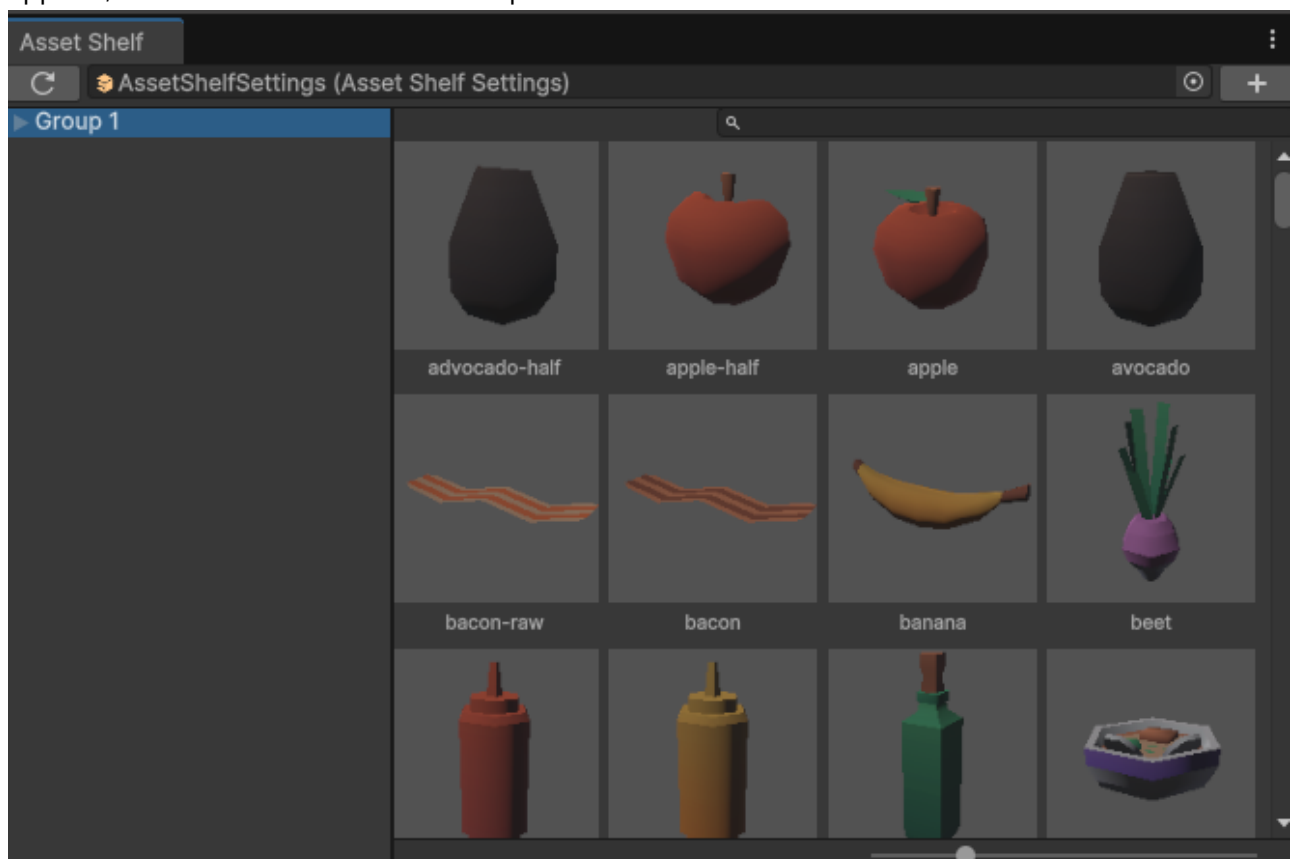 Asset Shelf
AssetShelfSettings (Asset Shelf Settings)
Group 1
advocado-half
apple-half
apple
avocado
bacon-raw
bacon
banana
beet